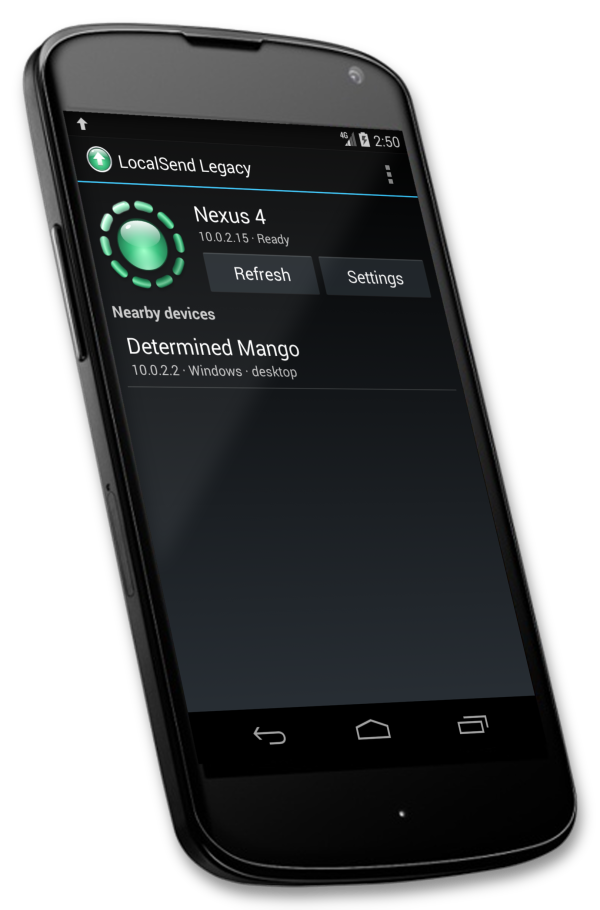 4G 2:50
LocalSend Legacy
Nexus 4
10.0.2.15 · Ready
Refresh Settings
Nearby devices
Determined Mango
10.0.2.2 · Windows · desktop